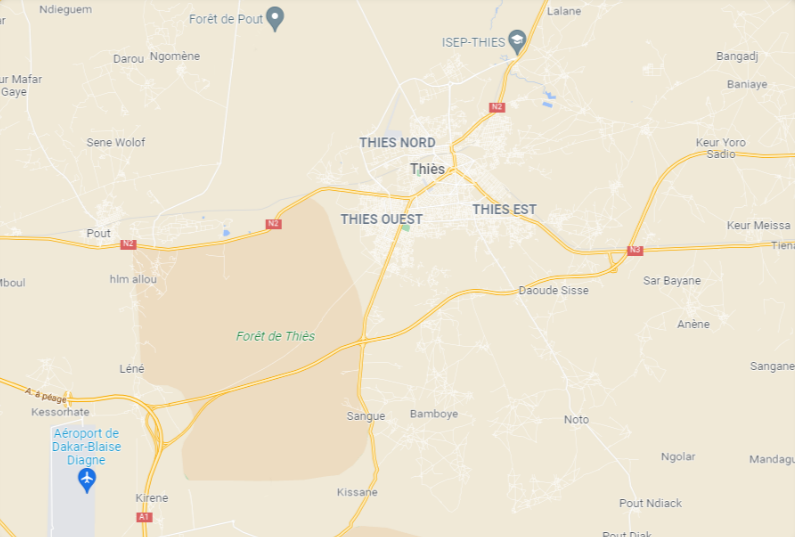 Ndieguem
Forêt de Pout
Lalane
ISEP-THIES
Darou
Ngomène
Bangadj
ur Mafar
Gaye
Baniaye
N2
Sene Wolof
THIES NORD
Keur Yoro
Sadio
Thiès
THIES OUEST
THIES EST
N2
Pout
N2
Keur Meissa
Tiena
N3
hlm allou
Mboul
Sar Bayane
Daoude Sisse
Anène
Forêt de Thiès
Léné
Sangane
A. à péage
Kessorhate
Sangue
Bamboye
Noto
Aéroport de
Dakar-Blaise
Diagne
Ngolar
Mandagu
Kissane
Kirene
Pout Ndiack
A1
Pout Diak